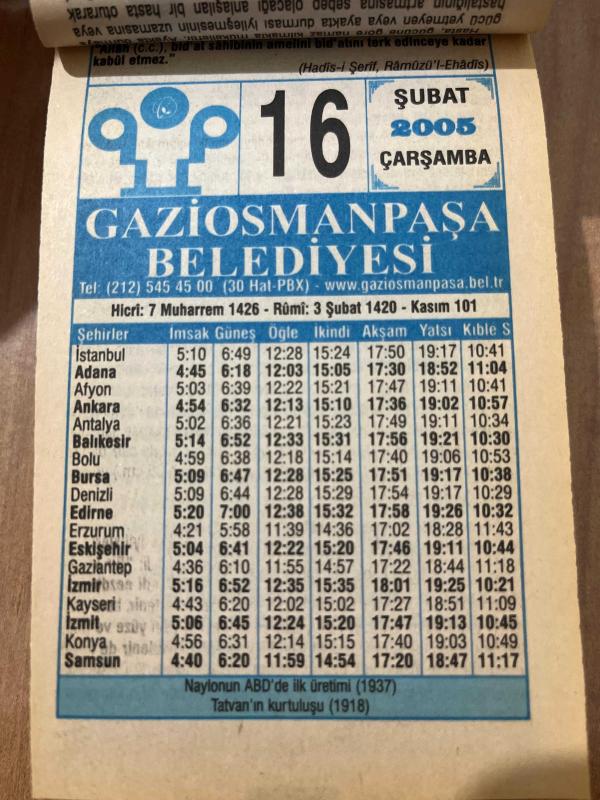 "Allah (c.c.), bid'at sahibinin amelini bid'atını terk edinceye kadar
kabûl etmez."
(Hadîs-i Şerîf, Râmûzü'l-Ehâdîs)
16
ŞUBAT
2005
ÇARŞAMBA
GAZİOSMANPAŞA
BELEDİYESİ
Tel: (212) 545 45 00 (30 Hat-PBX) - www.gaziosmanpasa.bel.tr
Hicrî: 7 Muharrem 1426 - Rûmî: 3 Şubat 1420 - Kasım 101
Şehirler İmsak Güneş Öğle İkindi Akşam Yatsı Kıble S
İstanbul 5:10 6:49 12:28 15:24 17:50 19:17 10:41
Adana 4:45 6:18 12:03 15:05 17:30 18:52 11:04
Afyon 5:03 6:39 12:22 15:21 17:47 19:11 10:41
Ankara 4:54 6:32 12:13 15:10 17:36 19:02 10:57
Antalya 5:02 6:36 12:21 15:23 17:49 19:11 10:34
Balıkesir 5:14 6:52 12:33 15:31 17:56 19:21 10:30
Bolu 4:59 6:38 12:18 15:14 17:40 19:06 10:53
Bursa 5:09 6:47 12:28 15:25 17:51 19:17 10:38
Denizli 5:09 6:44 12:28 15:29 17:54 19:17 10:29
Edirne 5:20 7:00 12:38 15:32 17:58 19:26 10:32
Erzurum 4:21 5:58 11:39 14:36 17:02 18:28 11:43
Eskişehir 5:04 6:41 12:22 15:20 17:46 19:11 10:44
Gaziantep 4:36 6:10 11:55 14:57 17:22 18:44 11:18
İzmir 5:16 6:52 12:35 15:35 18:01 19:25 10:21
Kayseri 4:43 6:20 12:02 15:02 17:27 18:51 11:09
İzmit 5:06 6:45 12:24 15:20 17:47 19:13 10:45
Konya 4:56 6:31 12:14 15:15 17:40 19:03 10:49
Samsun 4:40 6:20 11:59 14:54 17:20 18:47 11:17
Naylonun ABD'de ilk üretimi (1937)
Tatvan'ın kurtuluşu (1918)